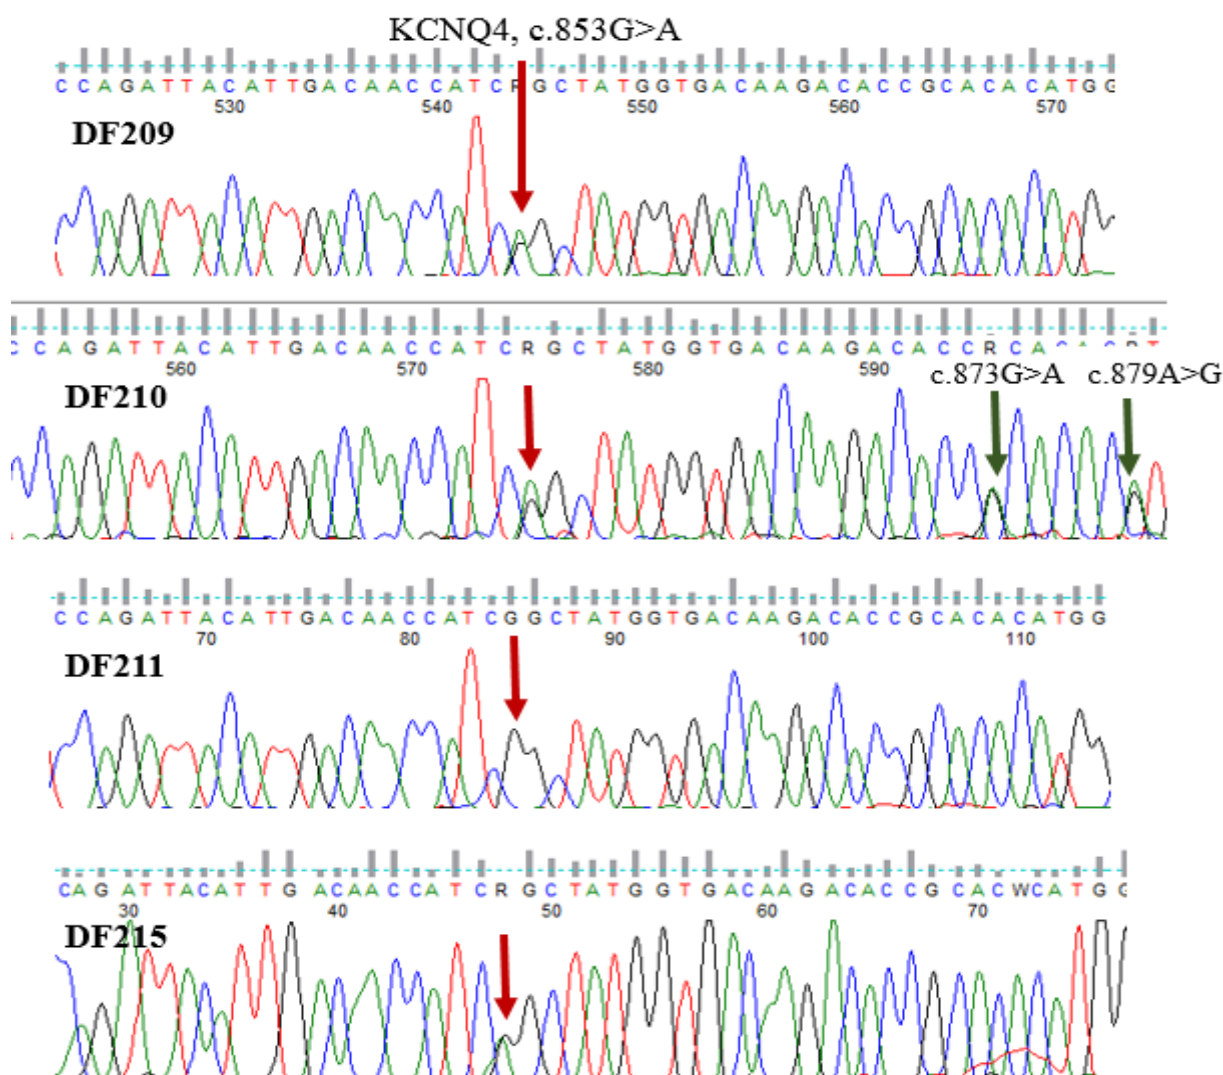 KCNQ4, c.853G>A
CCAGATTACATTGACAACCATCRGCTATGGTGACAAGACACCGCACACATGG
530 540 550 560 570
DF209
CCAGATTACATTGACAACCATCRGCTATGGTGACAAGACACCRCA
560 570 580 590
c.873G>A c.879A>G
DF210
CCAGATTACATTGACAACCATCGGCTATGGTGACAAGACACCGCACACATGG
70 80 90 100 110
DF211
CAGATTACATTGACAACCATCRGCTATGGTGACAAGACACCGCACWCATGG
30 40 50 60 70
DF215